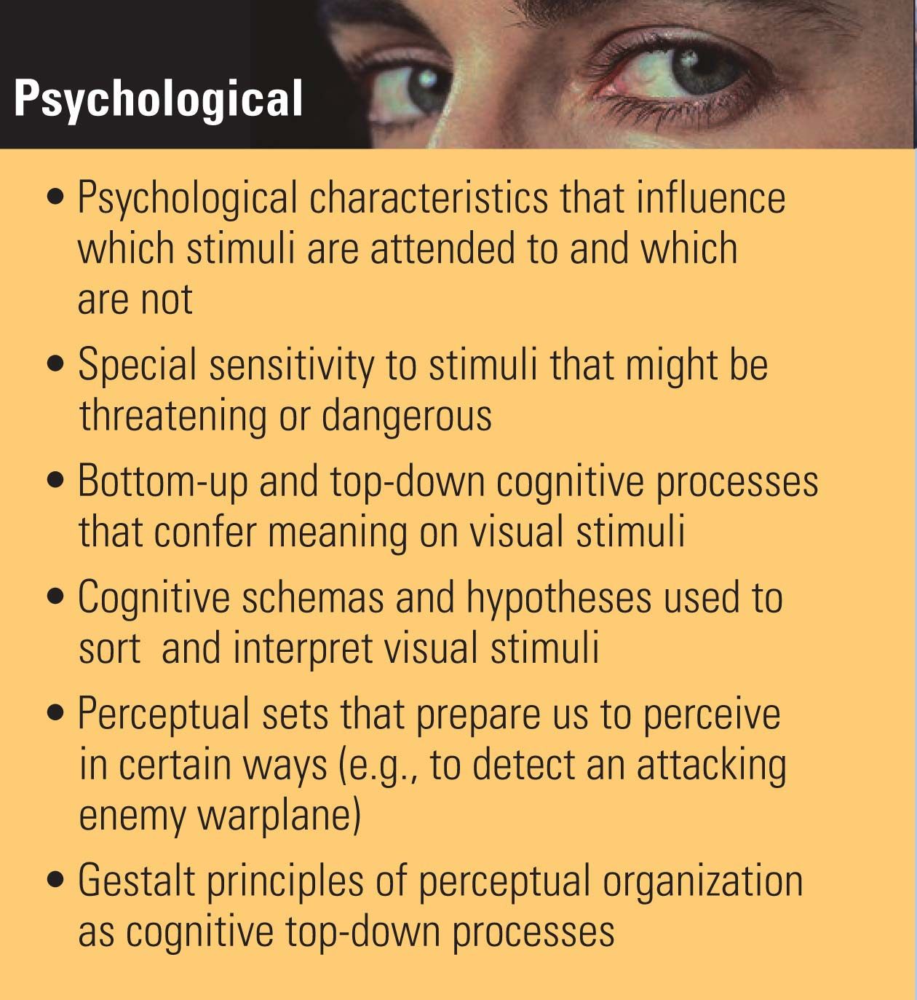 Psychological
• Psychological characteristics that influence
which stimuli are attended to and which
are not
• Special sensitivity to stimuli that might be
threatening or dangerous
• Bottom-up and top-down cognitive processes
that confer meaning on visual stimuli
• Cognitive schemas and hypotheses used to
sort  and interpret visual stimuli
• Perceptual sets that prepare us to perceive
in certain ways (e.g., to detect an attacking
enemy warplane)
• Gestalt principles of perceptual organization
as cognitive top-down processes